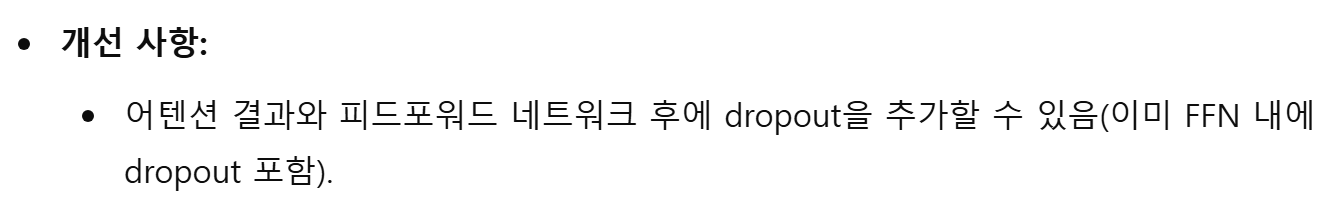 • 개선 사항:
• 어텐션 결과와 피드포워드 네트워크 후에 dropout을 추가할 수 있음(이미 FFN 내에
dropout 포함).